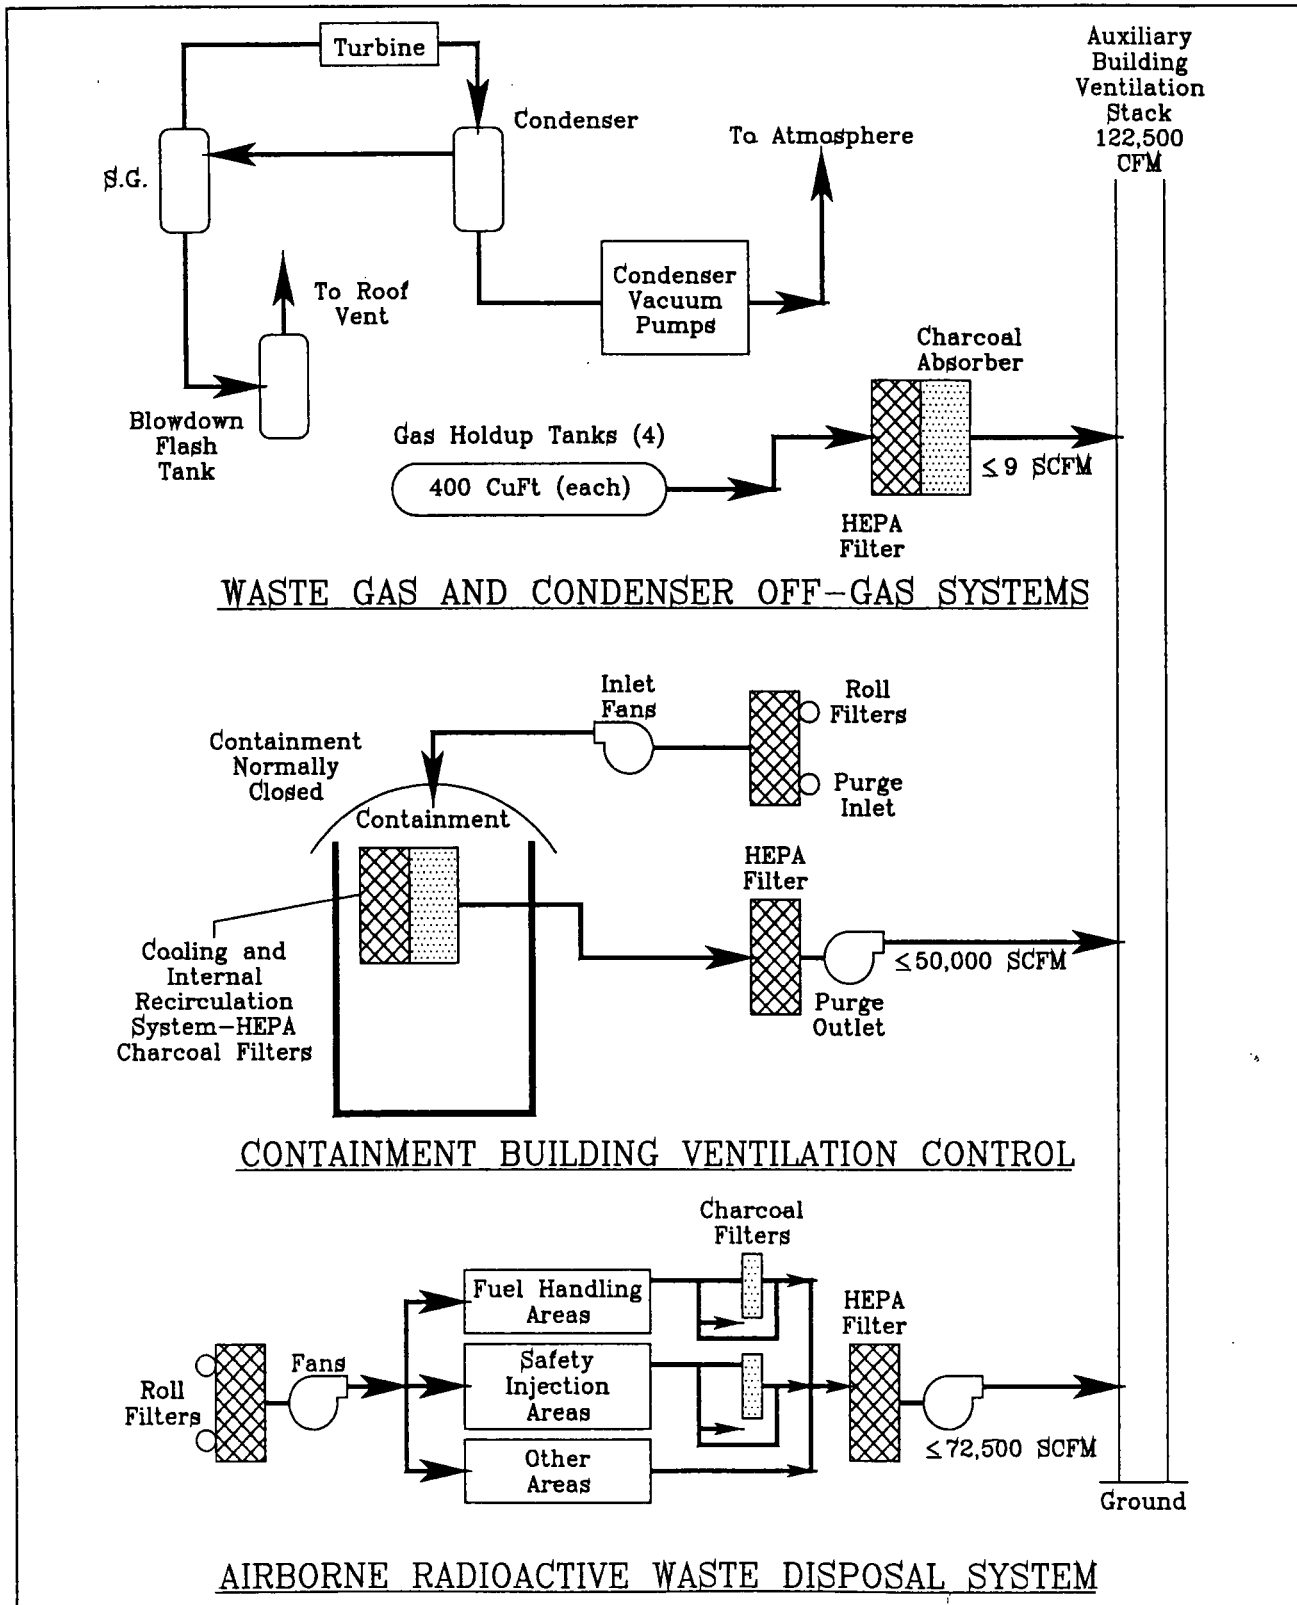 Turbine
Auxiliary
Building
Ventilation
Stack
122,500
CFM
Condenser
To Atmosphere
S.G.
Condenser
Vacuum
Pumps
To Roof
Vent
Charcoal
Absorber
Blowdown
Flash
Tank
Gas Holdup Tanks (4)
400 CuFt (each)
≤9 SCFM
HEPA
Filter
WASTE GAS AND CONDENSER OFF-GAS SYSTEMS
Inlet
Fans
Roll
Filters
Containment
Normally
Closed
Purge
Inlet
Containment
HEPA
Filter
Cooling and
Internal
Recirculation
System-HEPA
Charcoal Filters
≤50,000 SCFM
Purge
Outlet
CONTAINMENT BUILDING VENTILATION CONTROL
Charcoal
Filters
Fuel Handling
Areas
HEPA
Filter
Roll
Filters
Fans
Safety
Injection
Areas
Other
Areas
≤72,500 SCFM
Ground
AIRBORNE RADIOACTIVE WASTE DISPOSAL SYSTEM